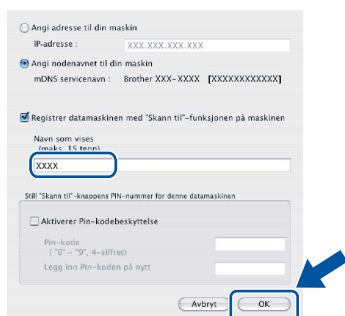 Angi adresse til din maskin
IP-adresse : XXX.XXX.XXX.XXX
Angi nodenavnet til din maskin
mDNS servicenavn : Brother XXX-XXXX [XXXXXXXXXXXX]
Registrer datamaskinen med "Skann til"-funksjonen på maskinen
Navn som vises
(maks. 15 tegn)
XXXX
Still "Skann til"-knappens PIN-nummer for denne datamaskinen
Aktiverer Pin-kodebeskyttelse
Pin-kode
( "0" - "9", 4-siffret)
Legg inn Pin-koden på nytt
Avbryt OK